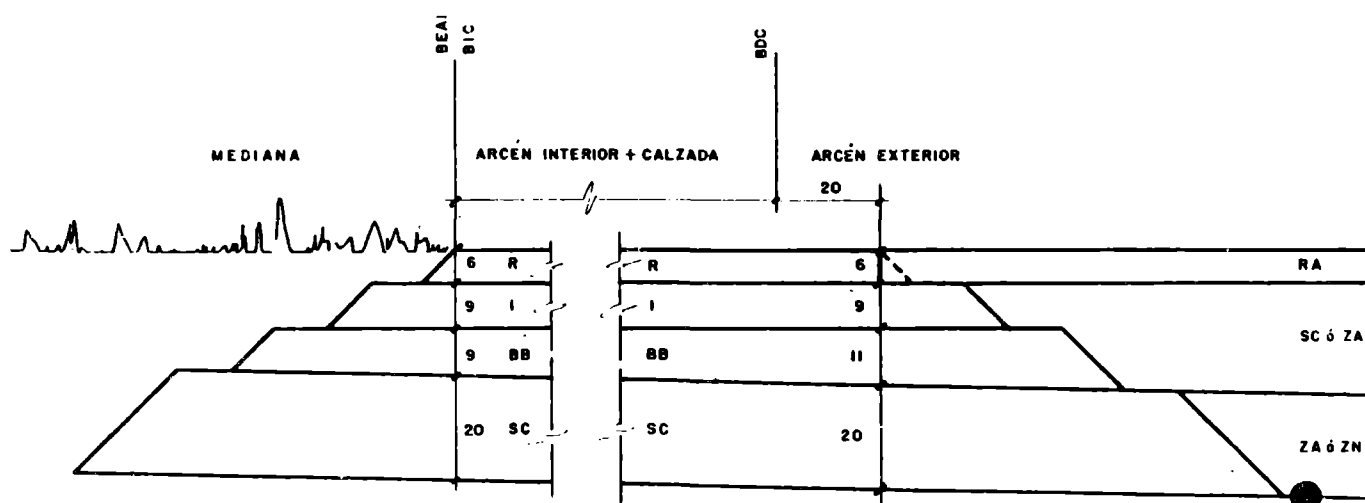 BEAI
BIC
BDC
MEDIANA
ARCÉN INTERIOR + CALZADA
ARCÉN EXTERIOR
20
6 R R 6 RA
9 I I 9
SC ó ZA
9 BB BB 11
20 SC SC 20
ZA ó ZN